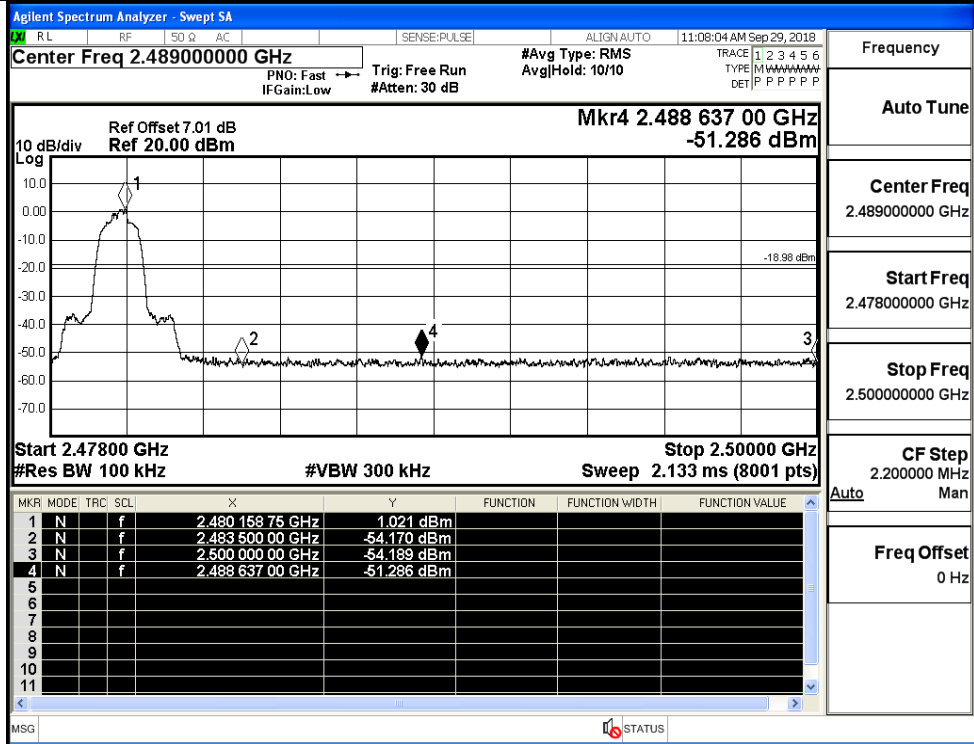 Agilent Spectrum Analyzer - Swept SA
LXI RL RF 50 Ω AC SENSE:PULSE ALIGN AUTO 11:08:04 AM Sep 29, 2018
Center Freq 2.489000000 GHz
PNO: Fast
IFGain:Low
Trig: Free Run
#Atten: 30 dB
#Avg Type: RMS
Avg|Hold: 10/10
TRACE 1 2 3 4 5 6
TYPE M WWWWW
DET P P P P P P
Mkr4 2.488 637 00 GHz
-51.286 dBm
Ref Offset 7.01 dB
10 dB/div Ref 20.00 dBm
Log
10.0
0.00
-10.0
-20.0
-30.0
-40.0
-50.0
-60.0
-70.0
1
2
4
3
-18.98 dBm
Start 2.47800 GHz Stop 2.50000 GHz
#Res BW 100 kHz #VBW 300 kHz Sweep 2.133 ms (8001 pts)
MKR MODE TRC SCL X Y FUNCTION FUNCTION WIDTH FUNCTION VALUE
1 N f 2.480 158 75 GHz 1.021 dBm
2 N f 2.483 500 00 GHz -54.170 dBm
3 N f 2.500 000 00 GHz -54.189 dBm
4 N f 2.488 637 00 GHz -51.286 dBm
5
6
7
8
9
10
11
MSG STATUS
Frequency
Auto Tune
Center Freq
2.489000000 GHz
Start Freq
2.478000000 GHz
Stop Freq
2.500000000 GHz
CF Step
2.200000 MHz
Auto Man
Freq Offset
0 Hz